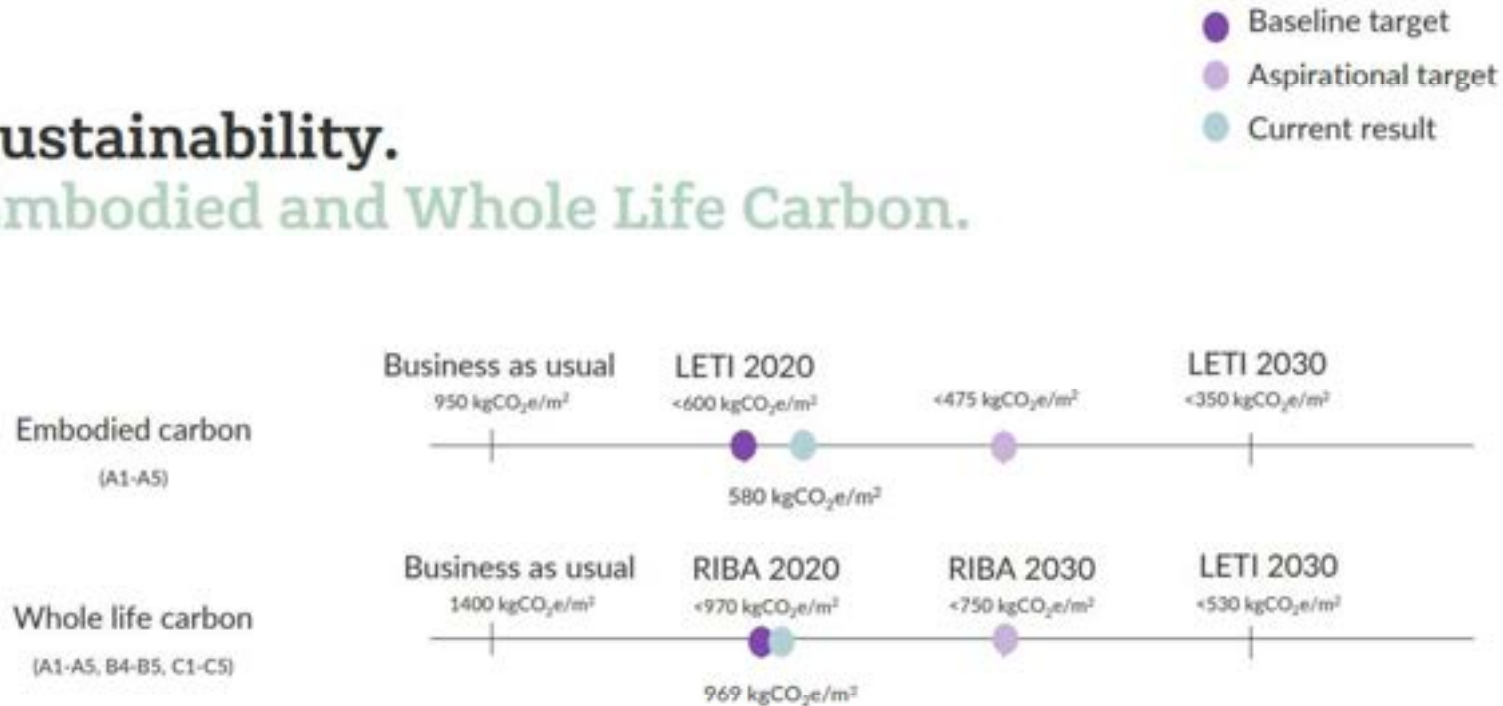 Baseline target
Aspirational target
Current result
ustainability.
mbodied and Whole Life Carbon.
Business as usual
950 kgCO₂e/m²
LETI 2020
<600 kgCO₂e/m²
<475 kgCO₂e/m²
LETI 2030
<350 kgCO₂e/m²
Embodied carbon
(A1-A5)
580 kgCO₂e/m²
Business as usual
1400 kgCO₂e/m²
RIBA 2020
<970 kgCO₂e/m²
RIBA 2030
<750 kgCO₂e/m²
LETI 2030
<530 kgCO₂e/m²
Whole life carbon
(A1-A5, B4-B5, C1-C5)
969 kgCO₂e/m²